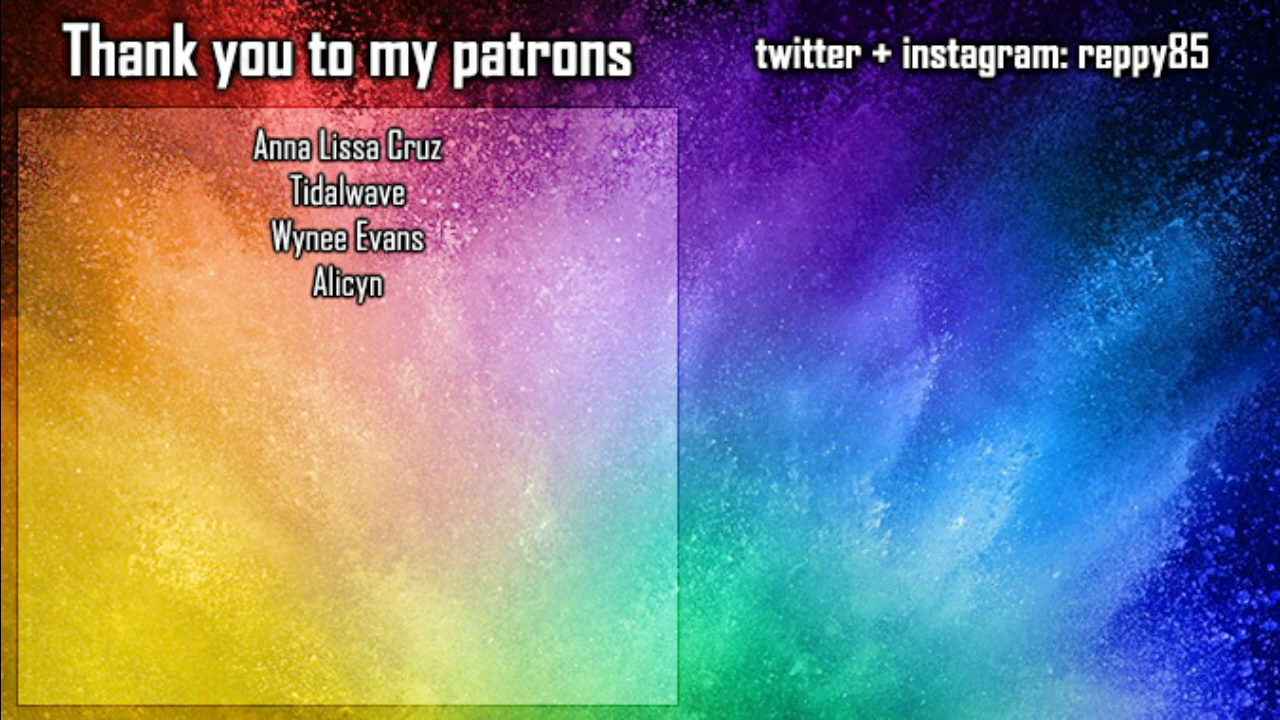 Thank you to my patrons
twitter + instagram: reppy85
Anna Lissa Cruz
Tidalwave
Wynee Evans
Alicyn